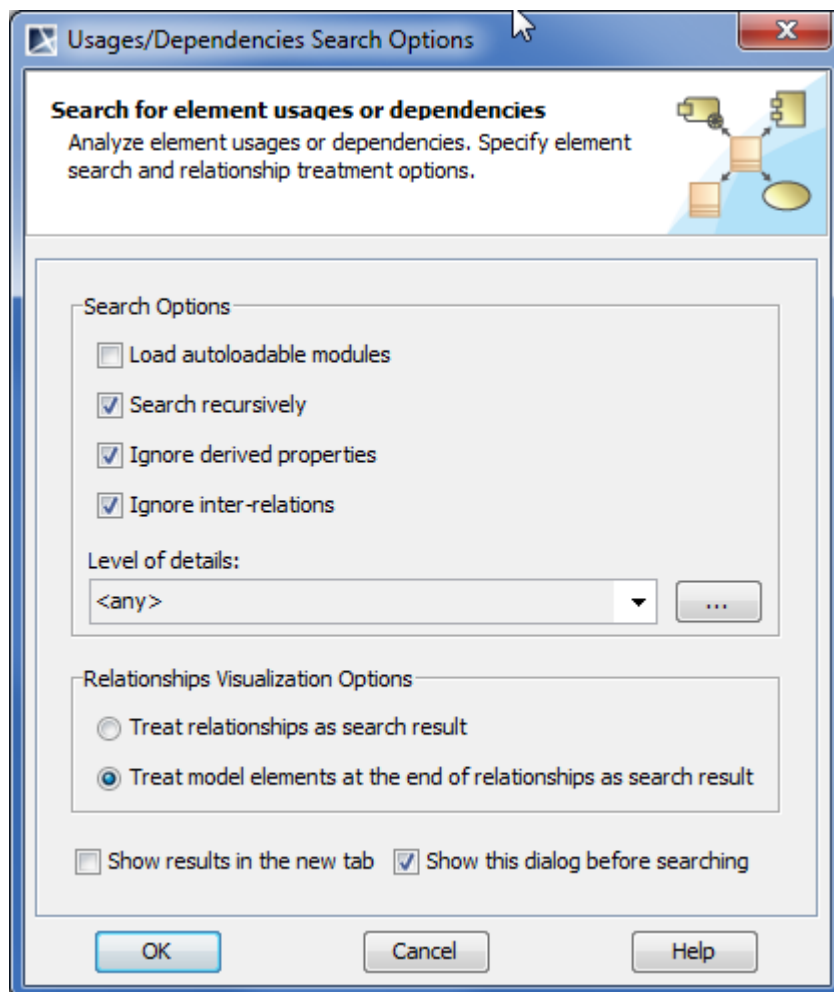 Usages/Dependencies Search Options
x
Search for element usages or dependencies
Analyze element usages or dependencies. Specify element
search and relationship treatment options.
Search Options
Load autoloadable modules
Search recursively
Ignore derived properties
Ignore inter-relations
Level of details:
<any>
...
Relationships Visualization Options
Treat relationships as search result
Treat model elements at the end of relationships as search result
Show results in the new tab Show this dialog before searching
OK Cancel Help